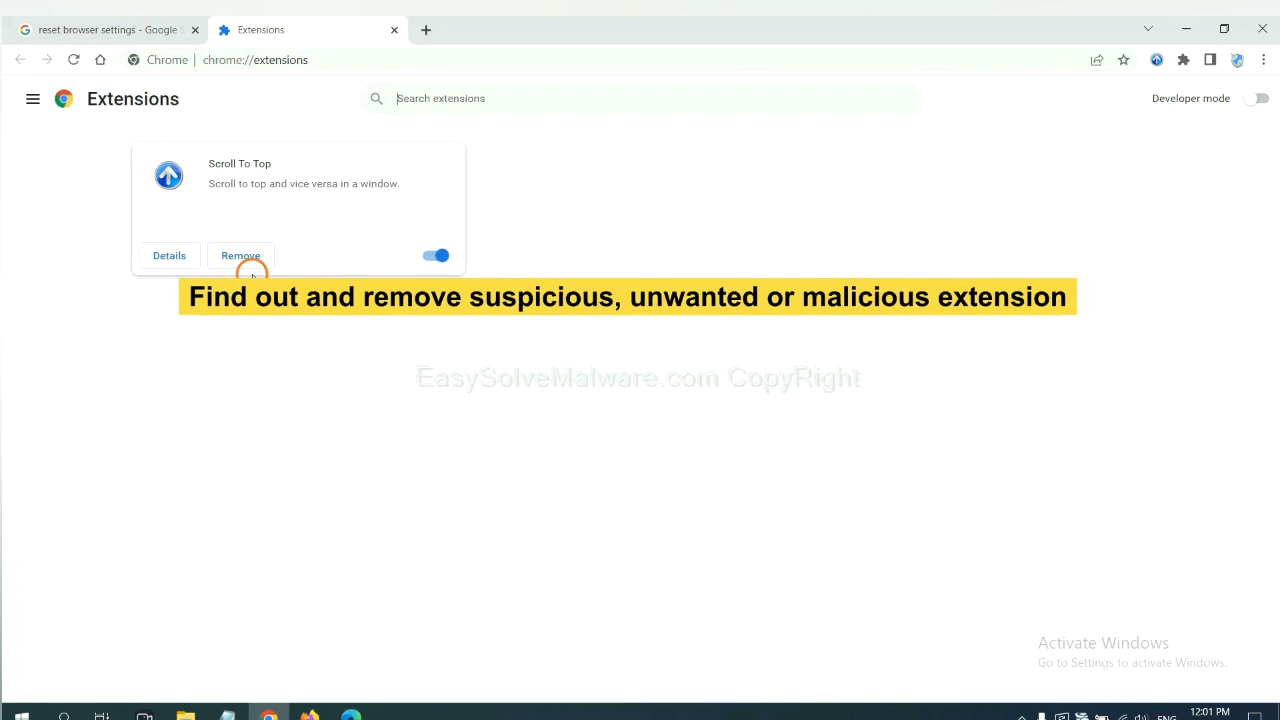 reset browser settings - Google
Extensions
Chrome
chrome://extensions
Extensions
Search extensions
Developer mode
Scroll To Top
Scroll to top and vice versa in a window.
Details
Remove
Find out and remove suspicious, unwanted or malicious extension
EasySolveMalware.com CopyRight
Activate Windows
Go to Settings to activate Windows.
ENG
12:01 PM